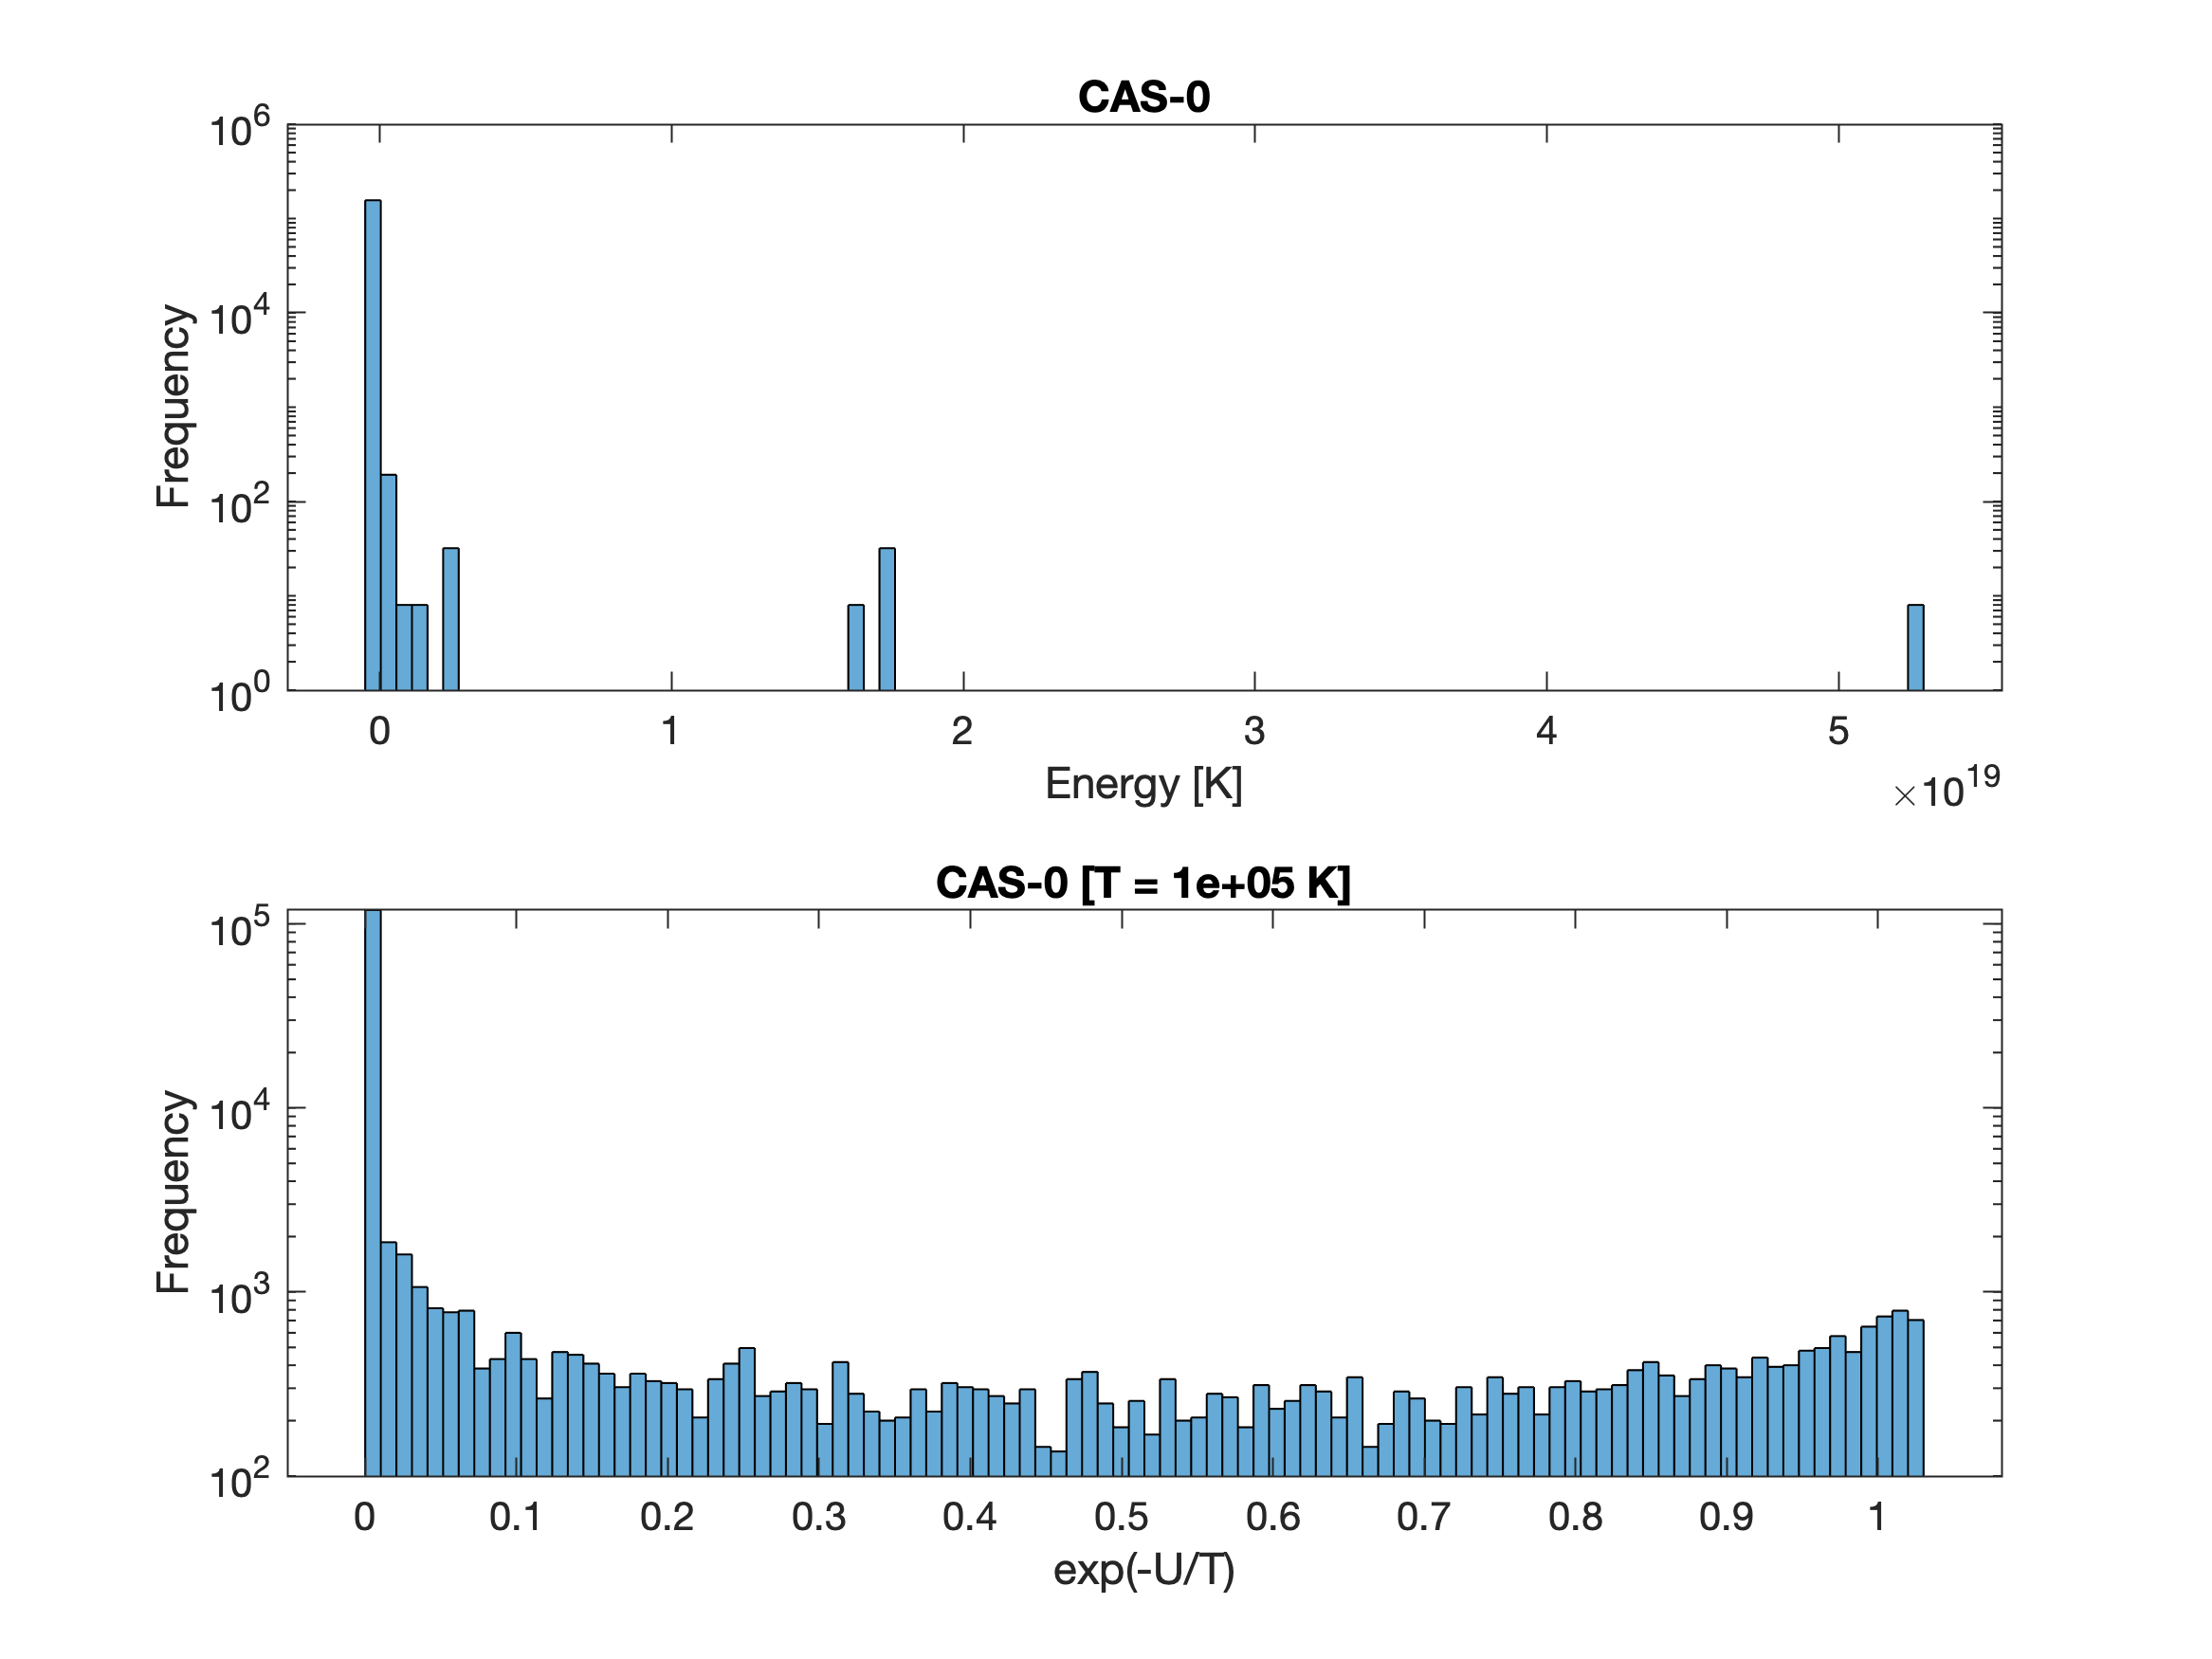 CAS-0
10^6
10^4
10^2
10^0
Frequency
0 1 2 3 4 5
×10^19
Energy [K]
CAS-0 [T = 1e+05 K]
10^5
10^4
10^3
10^2
Frequency
0 0.1 0.2 0.3 0.4 0.5 0.6 0.7 0.8 0.9 1
exp(-U/T)